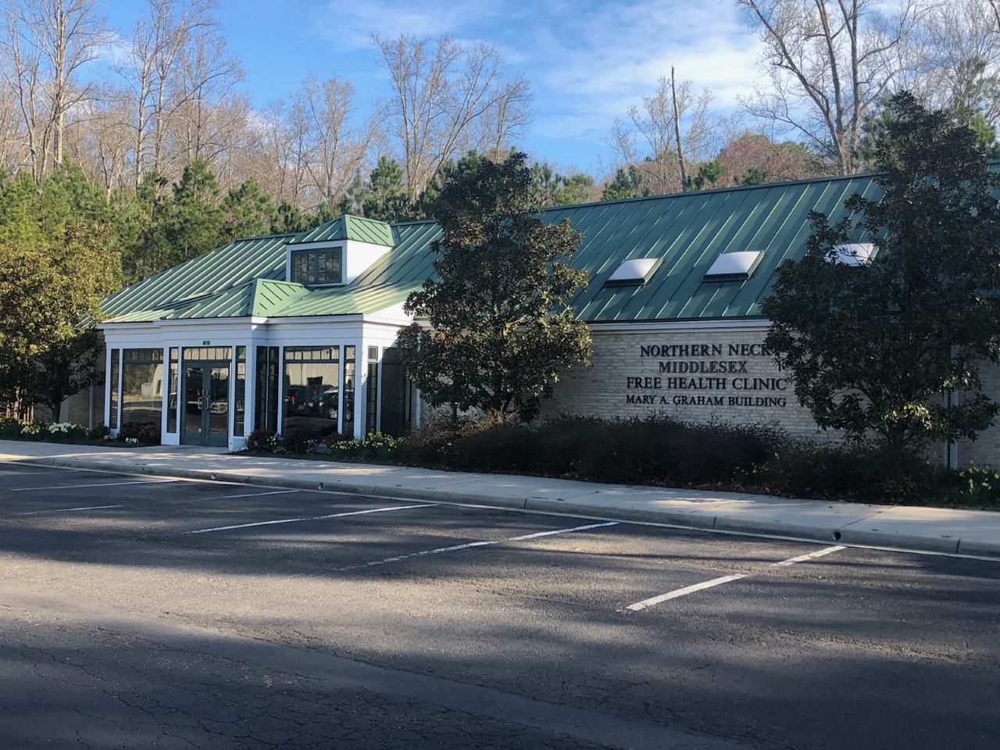 NORTHERN NECK
MIDDLESEX
FREE HEALTH CLINIC
MARY A. GRAHAM BUILDING